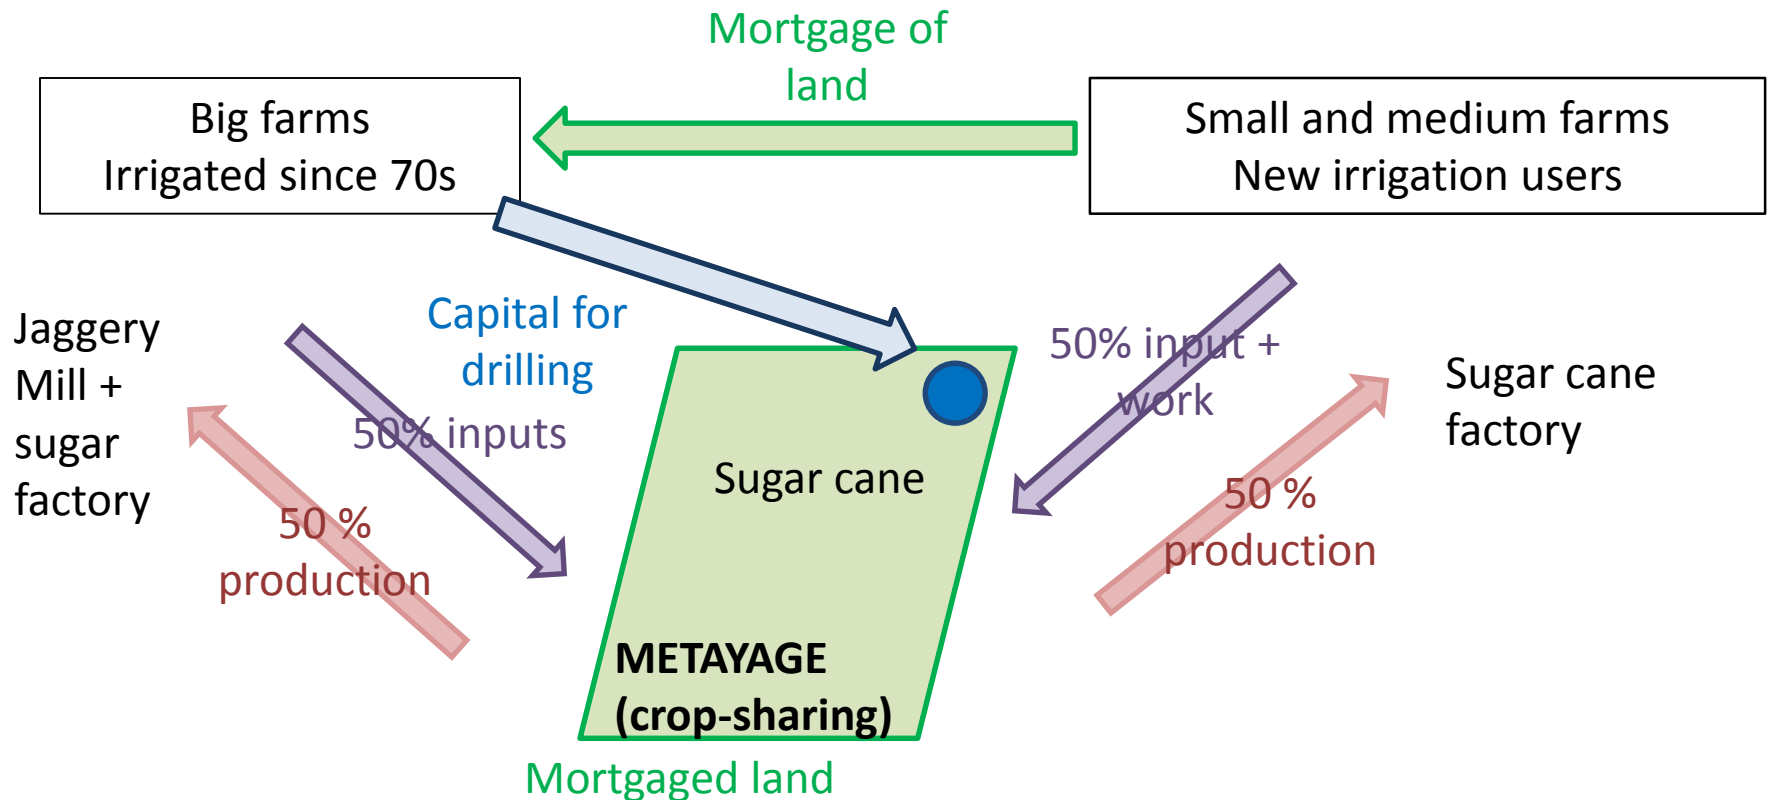 Mortgage of
land
Big farms
Irrigated since 70s
Small and medium farms
New irrigation users
Capital for
drilling
Jaggery
Mill +
sugar
factory
50% inputs
50% input +
work
Sugar cane
factory
Sugar cane
50 %
production
50 %
production
METAYAGE
(crop-sharing)
Mortgaged land